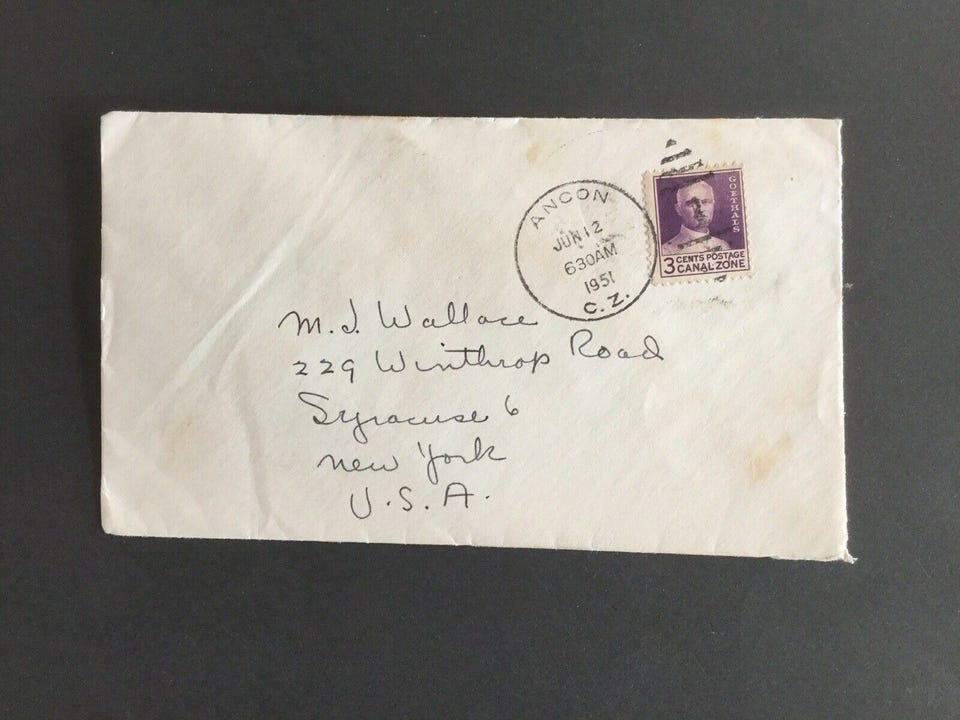 ANCON
JUN 12
630AM
1951
C. Z.
GOETHALS
3 CENTS POSTAGE
CANAL ZONE
M. J. Wallace
229 Winthrop Road
Syracuse 6
New York
U.S.A.